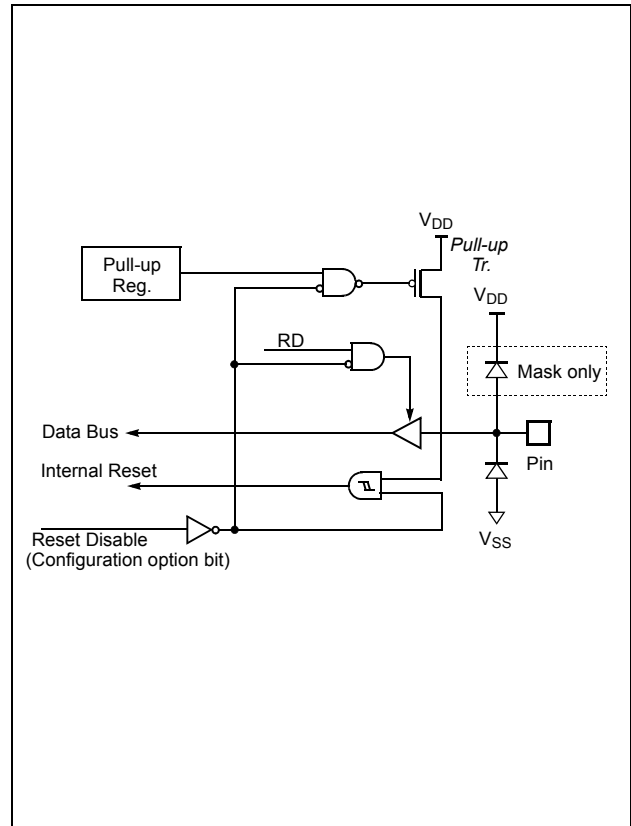 VDD
Pull-up
Tr.
Pull-up
Reg.
VDD
RD
Mask only
Data Bus
Pin
Internal Reset
Reset Disable
(Configuration option bit)
VSS